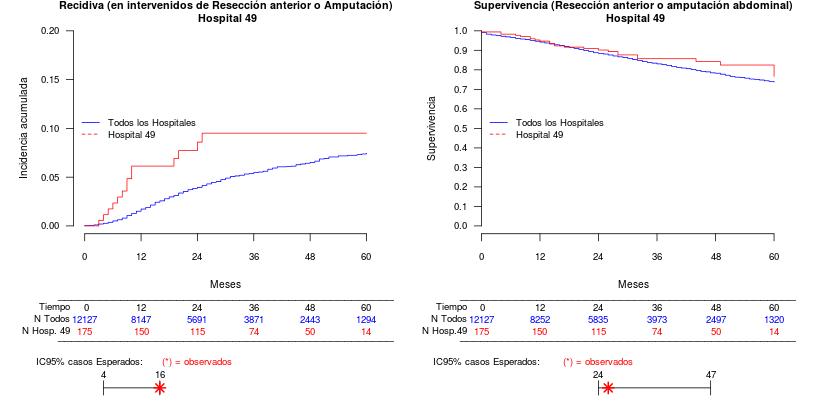 Recidiva (en intervenidos de Resección anterior o Amputación)
Hospital 49
0.20
0.15
0.10
0.05
0.00
Incidencia acumulada
Todos los Hospitales
Hospital 49
0 12 24 36 48 60
Meses
Tiempo 0 12 24 36 48 60
N Todos 12127 8147 5691 3871 2443 1294
N Hosp. 49 175 150 115 74 50 14
IC95% casos Esperados: (*) = observados
4 16
Supervivencia (Resección anterior o amputación abdominal)
Hospital 49
1.0
0.9
0.8
0.7
0.6
0.5
0.4
0.3
0.2
0.1
0.0
Supervivencia
Todos los Hospitales
Hospital 49
0 12 24 36 48 60
Meses
Tiempo 0 12 24 36 48 60
N Todos 12127 8252 5835 3973 2497 1320
N Hosp.49 175 150 115 74 50 14
IC95% casos Esperados: (*) = observados
24 47